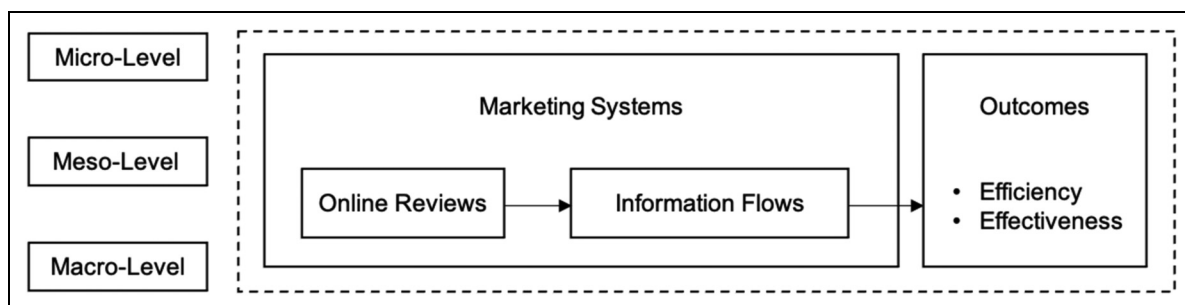 Micro-Level
Meso-Level
Macro-Level
Marketing Systems
Online Reviews
Information Flows
Outcomes
• Efficiency
• Effectiveness